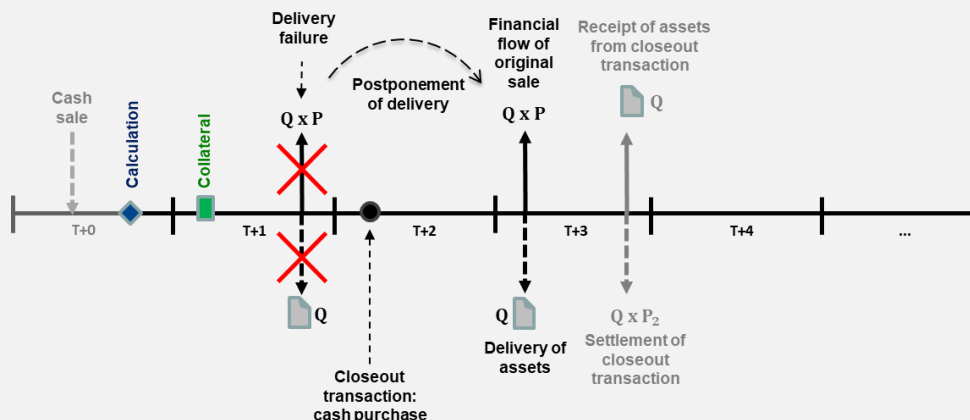 Delivery
failure
Financial
flow of
original
sale
Receipt of assets
from closeout
transaction
Postponement
of delivery
Cash
sale
Calculation
Collateral
Q x P
Q x P
Q
T+0
T+1
T+2
T+3
T+4
...
Q
Q
Q x P₂
Delivery of
assets
Settlement of
closeout
transaction
Closeout
transaction:
cash purchase